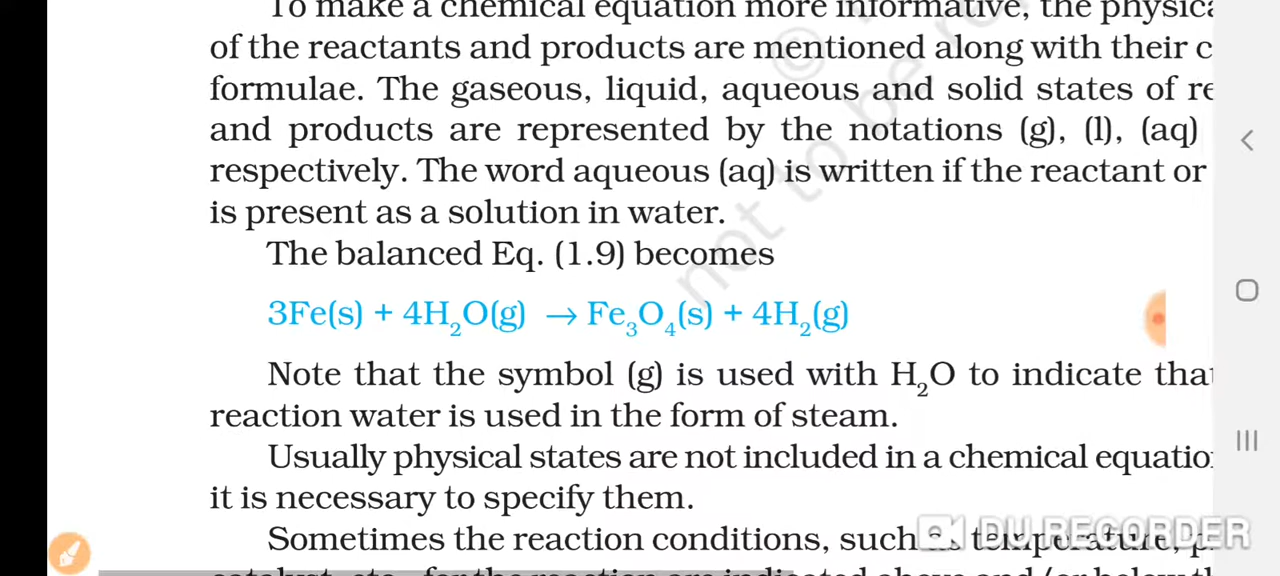 To make a chemical equation more informative, the
of the reactants and products are mentioned along with their
formulae. The gaseous, liquid, aqueous and solid states of
and products are represented by the notations (g), (l), (aq)
respectively. The word aqueous (aq) is written if the reactant or
is present as a solution in water.
The balanced Eq. (1.9) becomes
3Fe(s) + 4H₂O(g) → Fe₃O₄(s) + 4H₂(g)
Note that the symbol (g) is used with H₂O to indicate
reaction water is used in the form of steam.
Usually physical states are not included in a chemical
it is necessary to specify them.
Sometimes the reaction conditions, such as temperature,
not to be
DU RECORDER